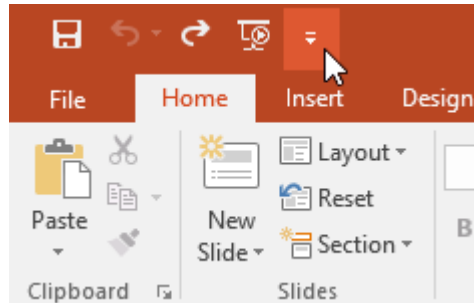 File Home Insert Design
Layout
Reset
Paste New
Slide Section
Clipboard Slides
B